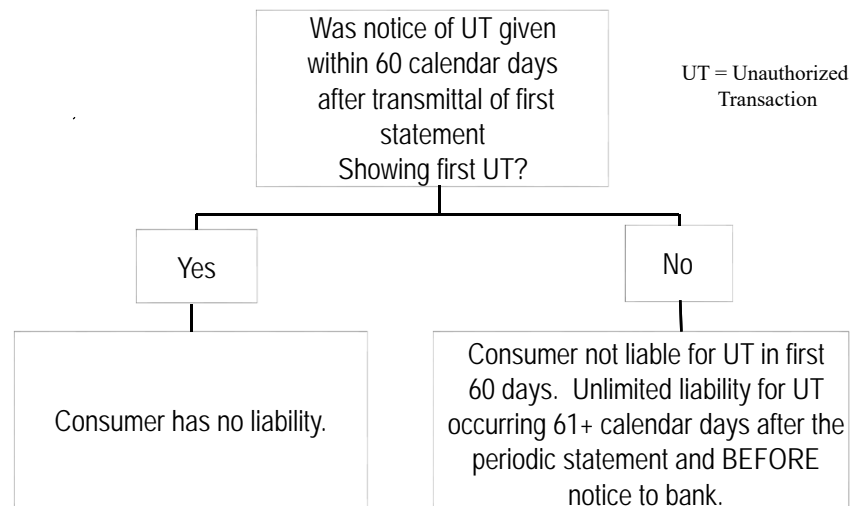 Was notice of UT given
within 60 calendar days
after transmittal of first
statement
Showing first UT?
UT = Unauthorized
Transaction
Yes
No
Consumer has no liability.
Consumer not liable for UT in first
60 days. Unlimited liability for UT
occurring 61+ calendar days after the
periodic statement and BEFORE
notice to bank.